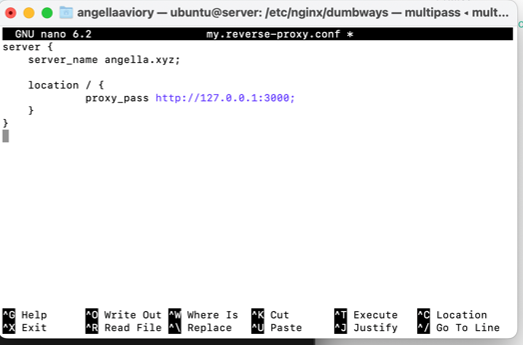 angellaaviory — ubuntu@server: /etc/nginx/dumbways — multipass ◂ mult...
GNU nano 6.2 my.reverse-proxy.conf *
server {
    server_name angella.xyz;

    location / {
             proxy_pass http://127.0.0.1:3000;
    }
}
^G Help ^O Write Out ^W Where Is ^K Cut ^T Execute ^C Location
^X Exit ^R Read File ^\ Replace ^U Paste ^J Justify ^/ Go To Line